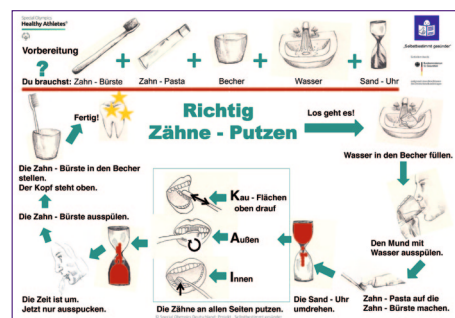 Special Olympics
Healthy Athletes®
„Selbstbestimmt gesünder“
Vorbereitung
?
Du brauchst: Zahn - Bürste
Zahn - Pasta
Becher
Wasser
Sand - Uhr
Richtig
Zähne - Putzen
Los geht es!
Fertig!
Wasser in den Becher füllen.
Den Mund mit
Wasser ausspülen.
Zahn - Pasta auf die
Zahn - Bürste machen.
Die Sand - Uhr
umdrehen.
Kau - Flächen
oben drauf
Außen
Innen
Die Zähne an allen Seiten putzen.
Die Zeit ist um.
Jetzt nur ausspucken.
Die Zahn - Bürste ausspülen.
Die Zahn - Bürste in den Becher
stellen.
Der Kopf steht oben.